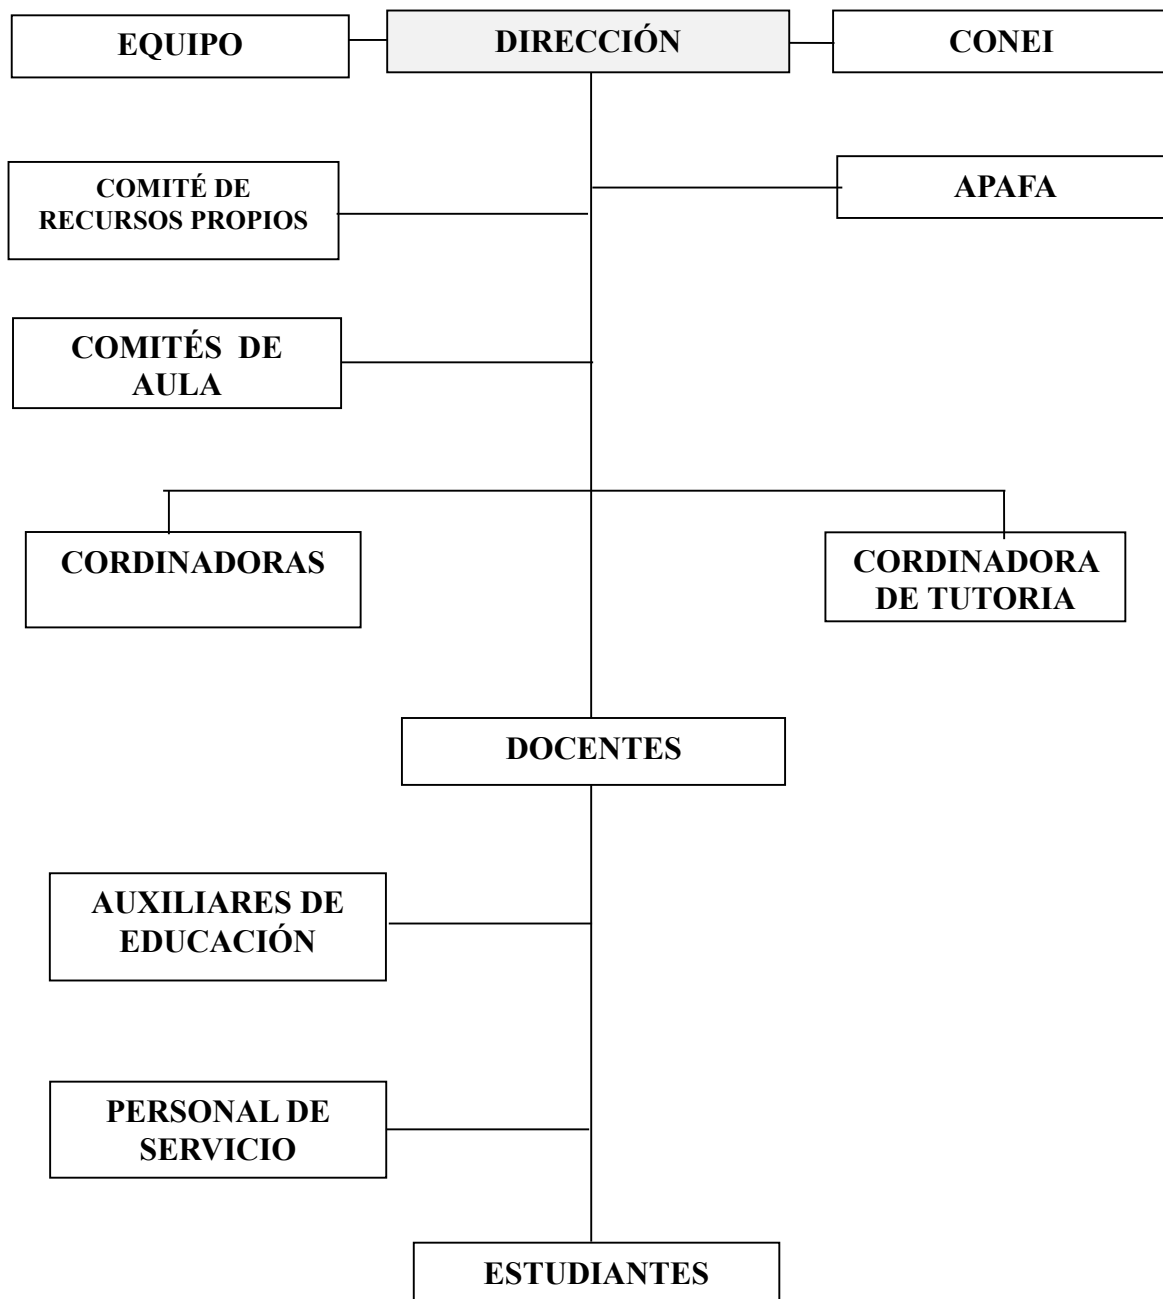 EQUIPO
DIRECCIÓN
CONEI
COMITÉ DE
RECURSOS PROPIOS
APAFA
COMITÉS DE
AULA
CORDINADORAS
CORDINADORA
DE TUTORIA
DOCENTES
AUXILIARES DE
EDUCACIÓN
PERSONAL DE
SERVICIO
ESTUDIANTES